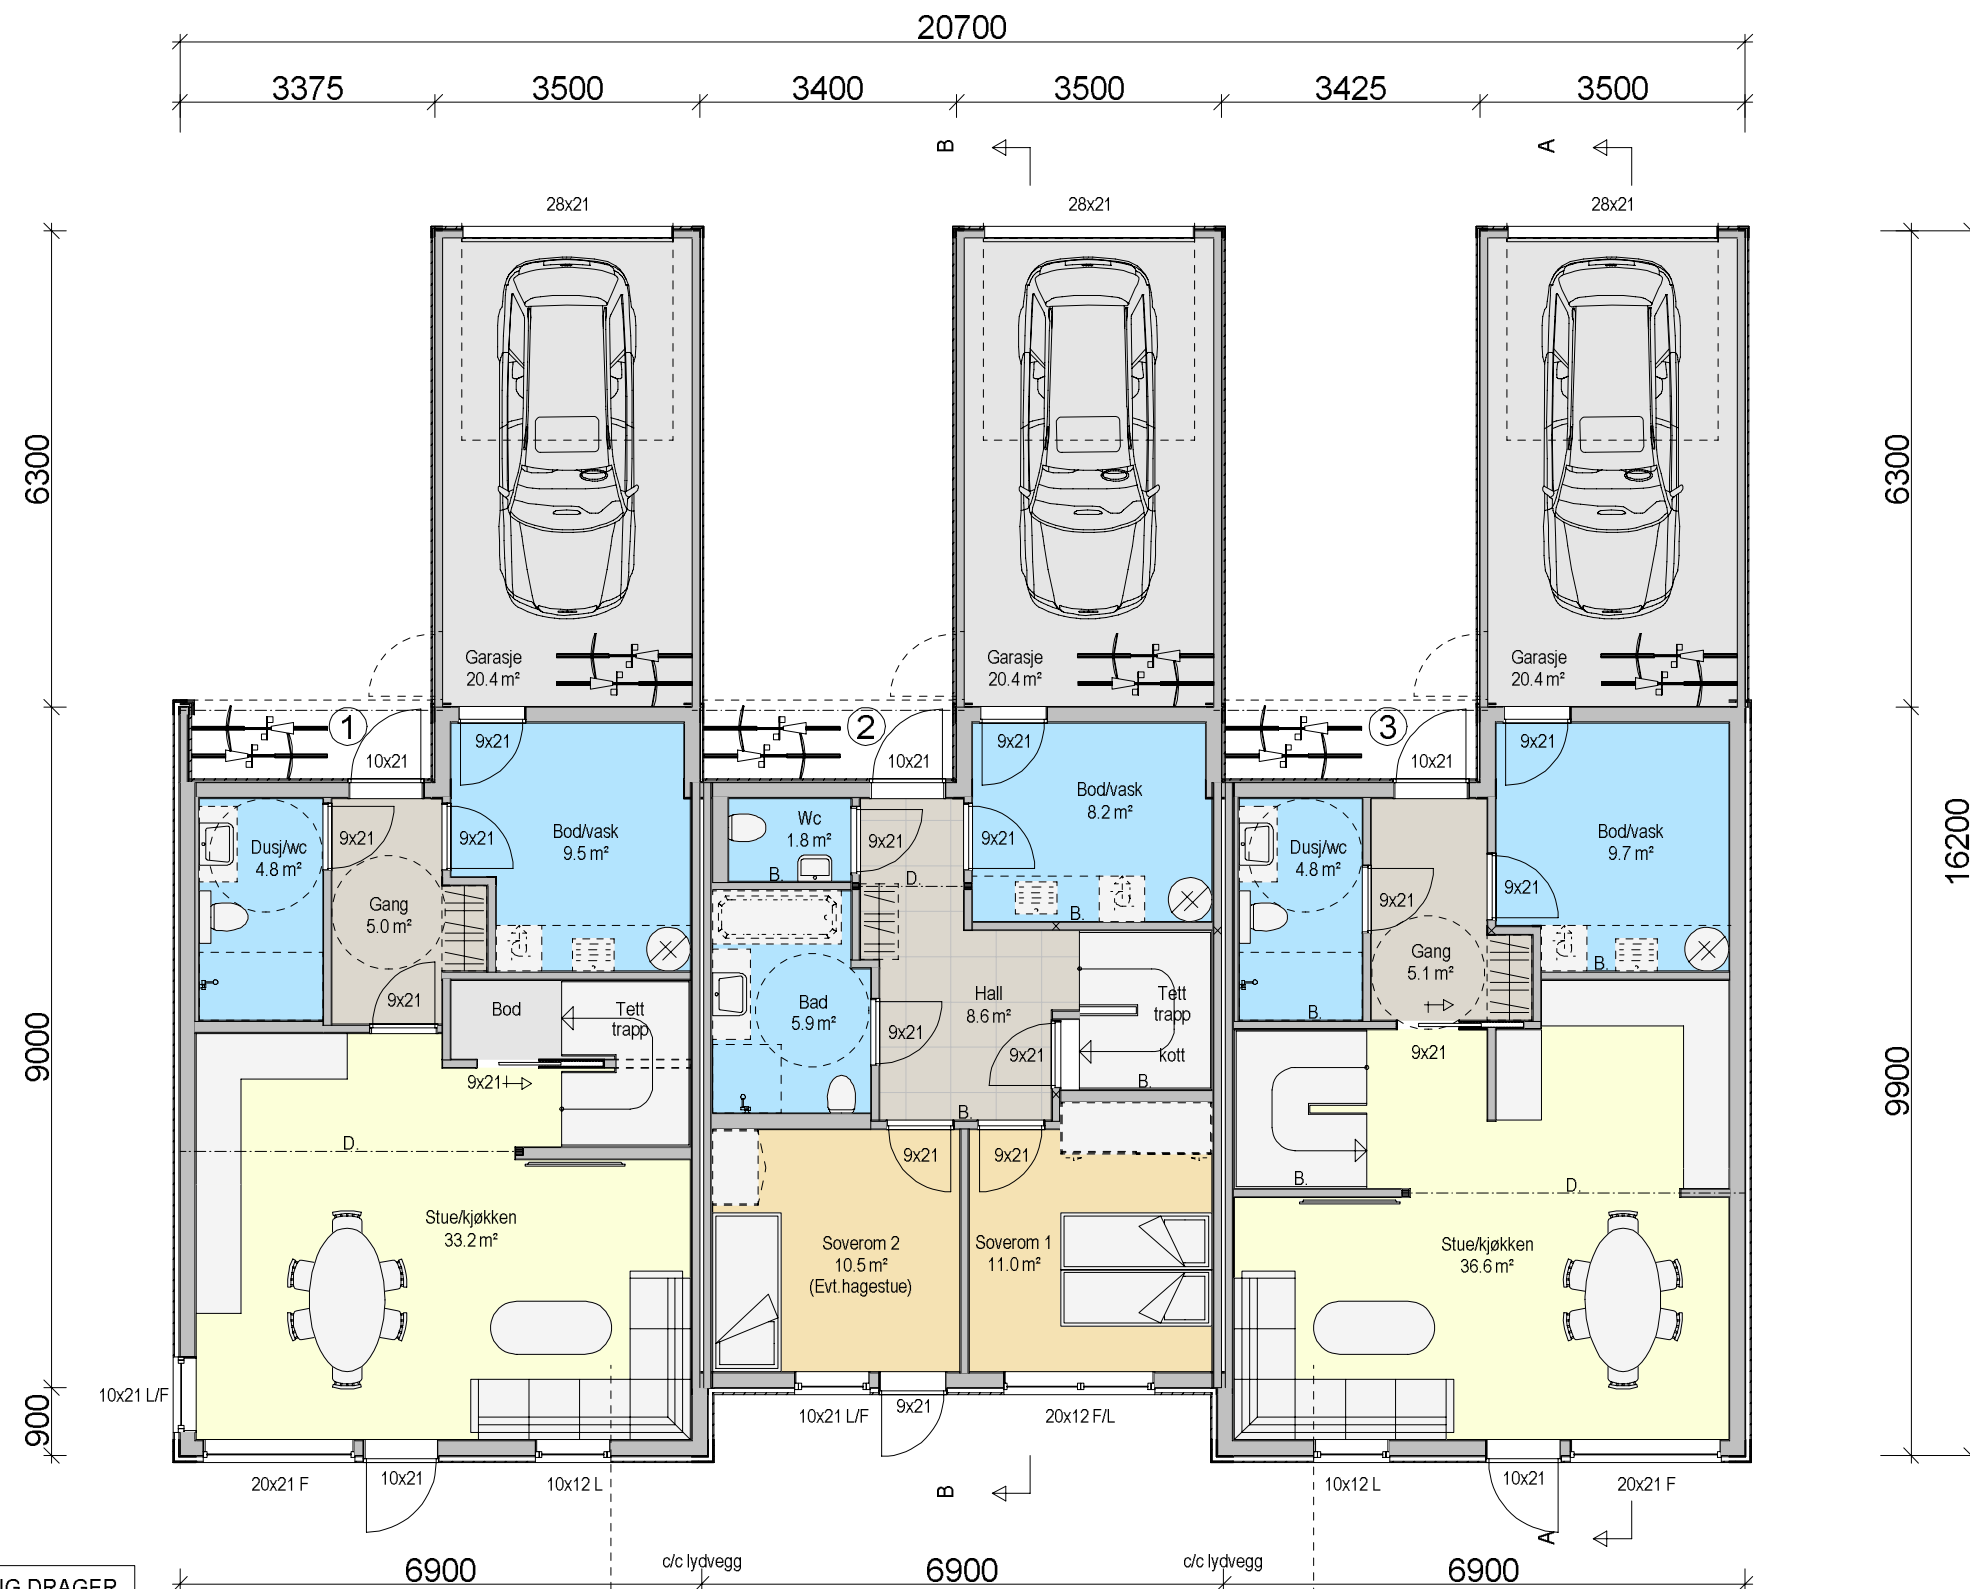 20700
3375 3500 3400 3500 3425 3500
B A
28x21 28x21 28x21
6300 6300
Garasje
20.4 m²
Garasje
20.4 m²
Garasje
20.4 m²
1 2 3
10x21 9x21 10x21 9x21 10x21 9x21
16200
Dusj/wc
4.8 m²
9x21
9x21
Bod/vask
9.5 m²
Gang
5.0 m²
9x21
Wc
1.8 m²
B.
9x21
D.
9x21
Bod/vask
8.2 m²
B.
Dusj/wc
4.8 m²
B.
9x21
9x21
Bod/vask
9.7 m²
B.
Gang
5.1 m²
9x21
9000 9900
Bod
Tett
trapp
9x21
Bad
5.9 m²
9x21
Hall
8.6 m²
9x21
B.
Tett
trapp
kott
B.
B.
D.
D.
9x21
9x21
Stue/kjøkken
33.2 m²
Soverom 2
10.5 m²
(Evt.hagestue)
Soverom 1
11.0 m²
Stue/kjøkken
36.6 m²
900
10x21 L/F
10x21 L/F
9x21
20x12 F/L
20x21 F
10x21
10x12 L
10x12 L
10x21
20x21 F
B A
6900 c/c lydvegg 6900 c/c lydvegg 6900
DRAGER